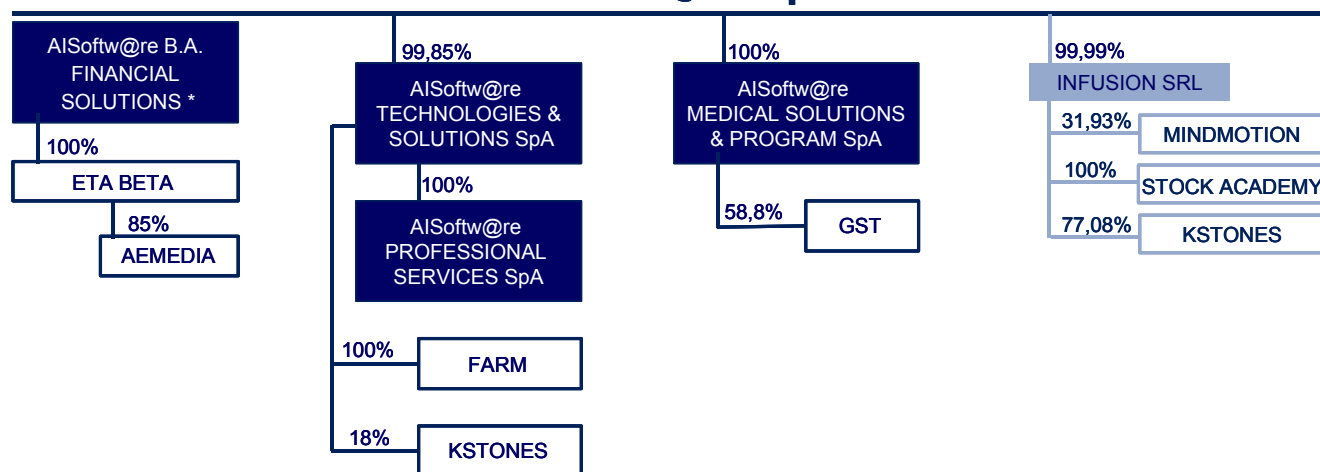 AISoftw@re B.A.
FINANCIAL
SOLUTIONS *
100%
ETA BETA
85%
AEMEDIA
99,85%
AISoftw@re
TECHNOLOGIES &
SOLUTIONS SpA
100%
AISoftw@re
PROFESSIONAL
SERVICES SpA
100%
FARM
18%
KSTONES
100%
AISoftw@re
MEDICAL SOLUTIONS
& PROGRAM SpA
58,8%
GST
99,99%
INFUSION SRL
31,93%
MINDMOTION
100%
STOCK ACADEMY
77,08%
KSTONES